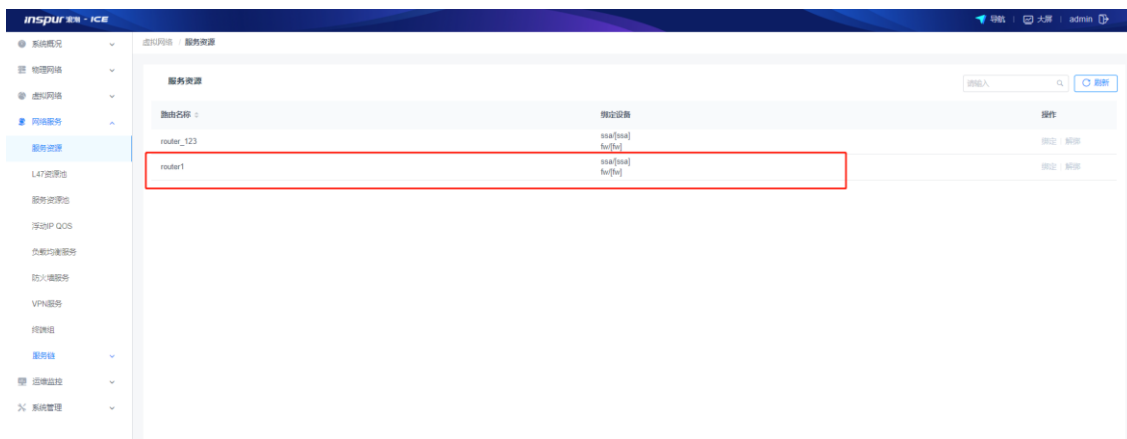 inspur 浪潮 - ICE
导航 | 大屏 | admin
系统概况
物理网络
虚拟网络
网络服务
服务资源
L47资源池
服务资源池
浮动IP QOS
负载均衡服务
防火墙服务
VPN服务
终端组
服务链
运维监控
系统管理
虚拟网络 / 服务资源
服务资源
请输入
刷新
路由名称 绑定设备 操作
router_123 ssa/[ssa] 绑定 | 解绑
fw/[fw]
router1 ssa/[ssa] 绑定 | 解绑
fw/[fw]